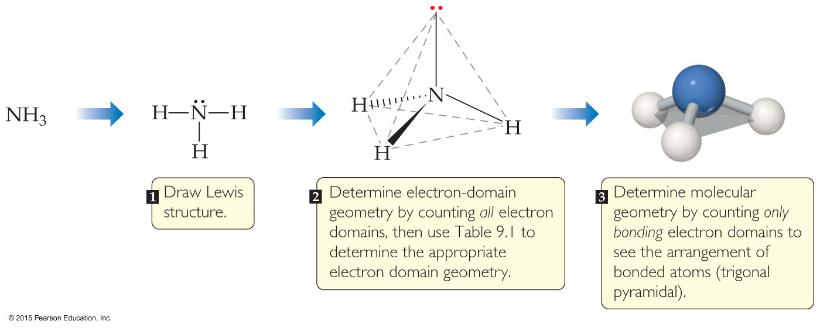 NH3
H—N̈—H
H
H
N
H
H
1 Draw Lewis
structure.
2 Determine electron-domain
geometry by counting all electron
domains, then use Table 9.1 to
determine the appropriate
electron domain geometry.
3 Determine molecular
geometry by counting only
bonding electron domains to
see the arrangement of
bonded atoms (trigonal
pyramidal).
© 2015 Pearson Education, Inc.